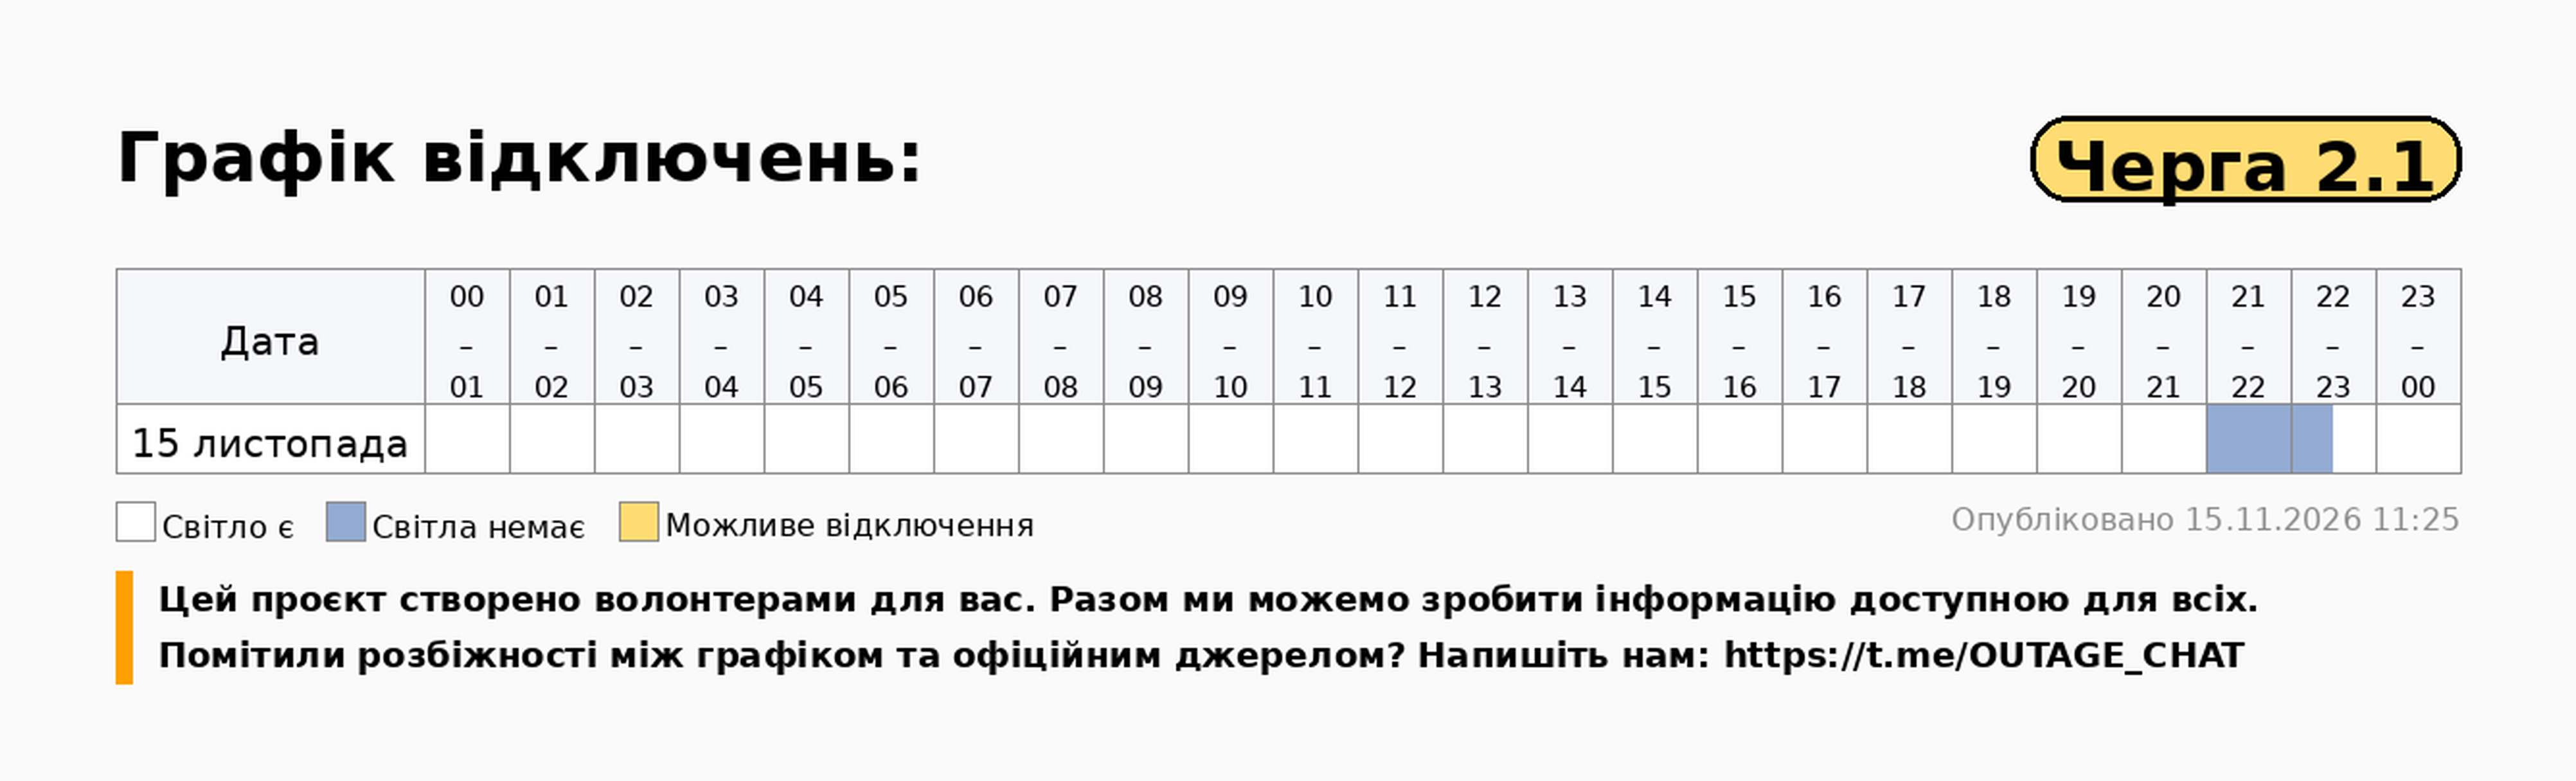 Графік відключень:
Черга 2.1
Дата 00 – 01 01 – 02 02 – 03 03 – 04 04 – 05 05 – 06 06 – 07 07 – 08 08 – 09 09 – 10 10 – 11 11 – 12 12 – 13 13 – 14 14 – 15 15 – 16 16 – 17 17 – 18 18 – 19 19 – 20 20 – 21 21 – 22 22 – 23 23 – 00
15 листопада
Світло є Світла немає Можливе відключення
Опубліковано 15.11.2026 11:25
Цей проєкт створено волонтерами для вас. Разом ми можемо зробити інформацію доступною для всіх.
Помітили розбіжності між графіком та офіційним джерелом? Напишіть нам: https://t.me/OUTAGE_CHAT